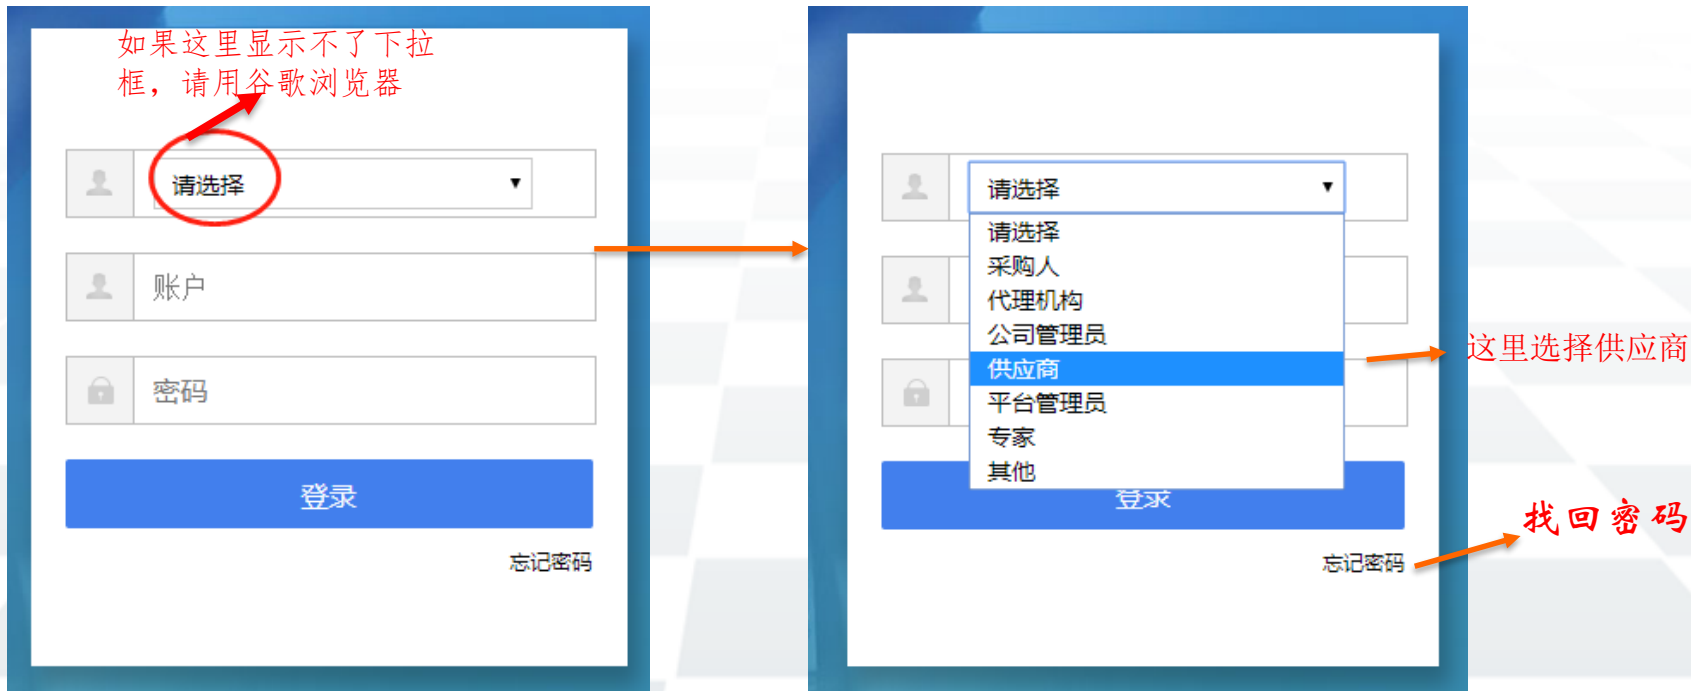 如果这里显示不了下拉
框，请用谷歌浏览器
请选择
账户
密码
登录
忘记密码
请选择
请选择
采购人
代理机构
公司管理员
供应商
平台管理员
专家
其他
登录
忘记密码
这里选择供应商
找回密码